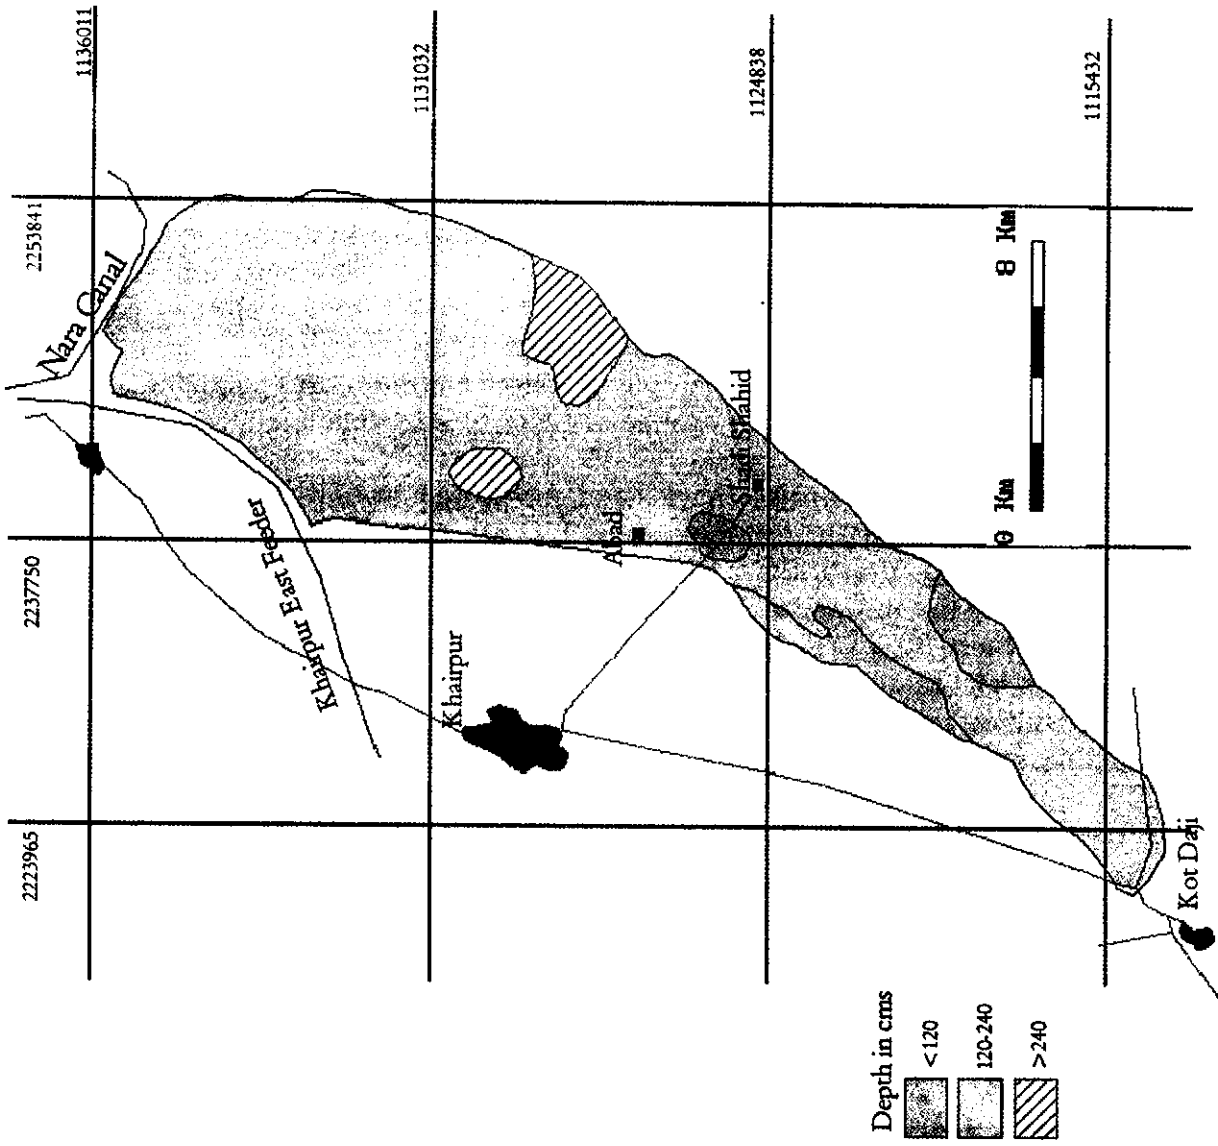 1136011
1131032
1124838
1115432
2253841
2237750
2223965
Nara Canal
Khairpur East Feeder
Khairpur
Abad
Shadi Shahid
Kot Daji
0 Km
8 Km
Depth in cms
<120
120-240
>240